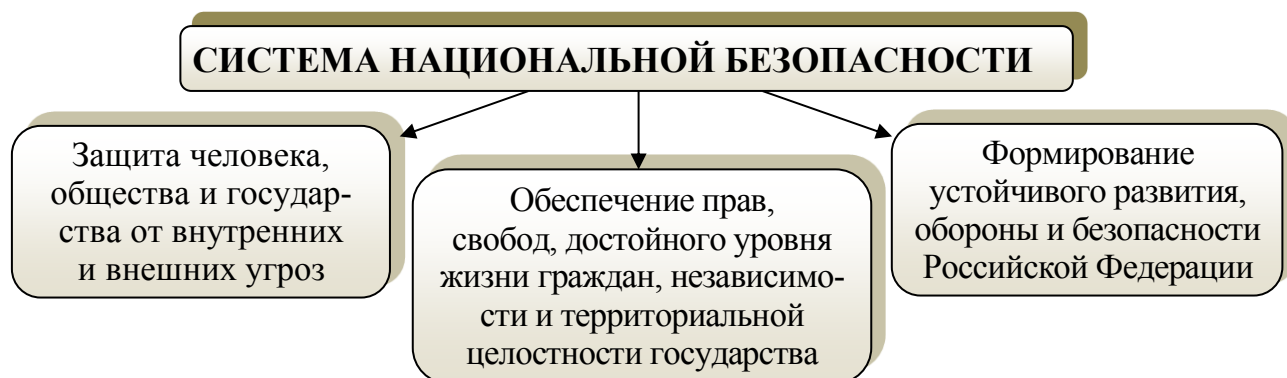 СИСТЕМА НАЦИОНАЛЬНОЙ БЕЗОПАСНОСТИ
Защита человека,
общества и государ-
ства от внутренних
и внешних угроз
Обеспечение прав,
свобод, достойного уровня
жизни граждан, независимо-
сти и территориальной
целостности государства
Формирование
устойчивого развития,
обороны и безопасности
Российской Федерации